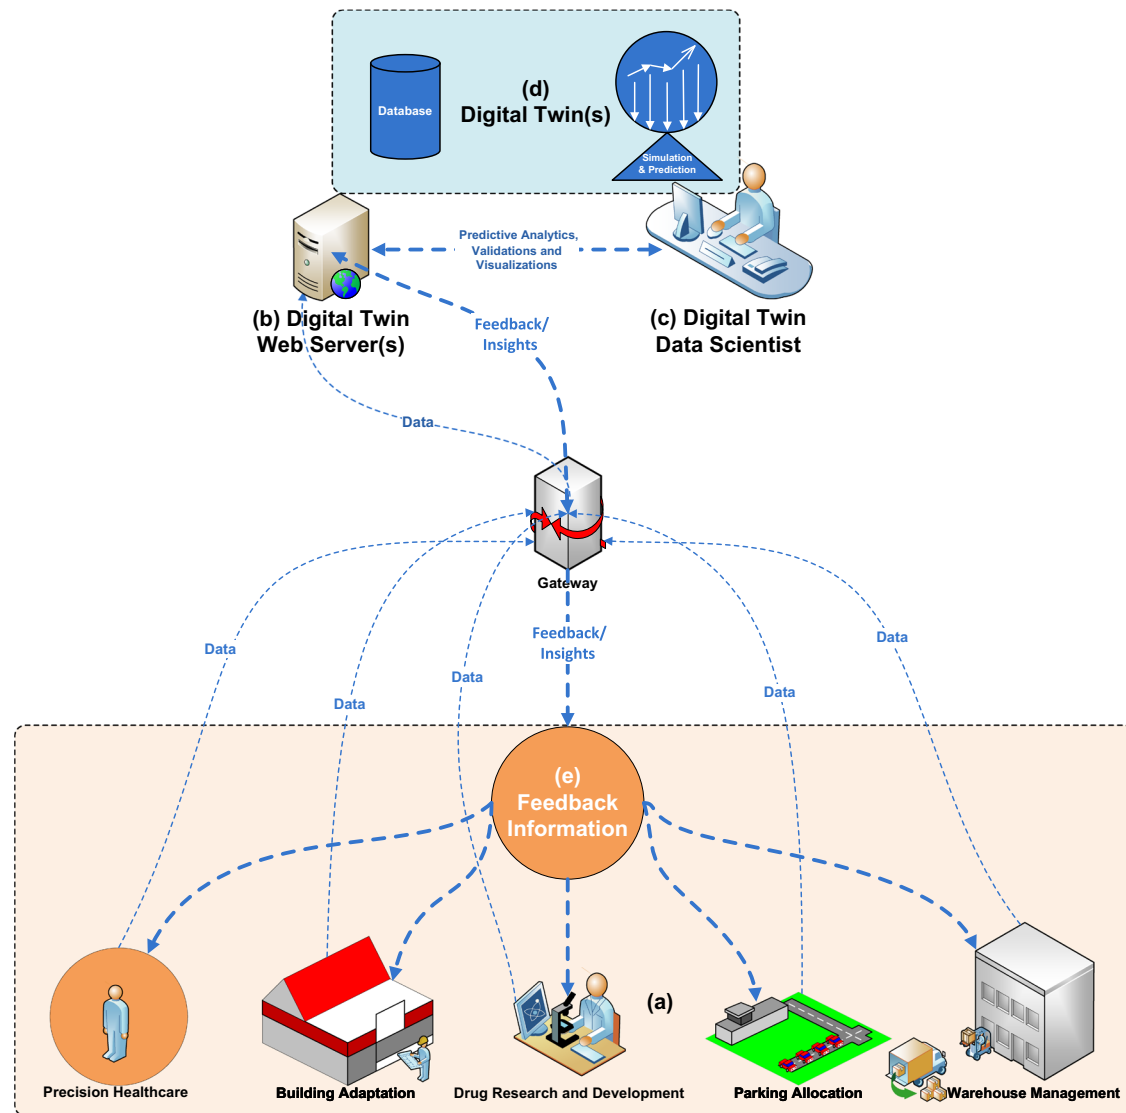 (d)
Digital Twin(s)
Database
Simulation
& Prediction
Predictive Analytics,
Validations and
Visualizations
(b) Digital Twin
Web Server(s)
(c) Digital Twin
Data Scientist
Feedback/
Insights
Data
Gateway
Feedback/
Insights
Data
Data
Data
Data
Data
(e)
Feedback
Information
(a)
Precision Healthcare
Building Adaptation
Drug Research and Development
Parking Allocation
Warehouse Management